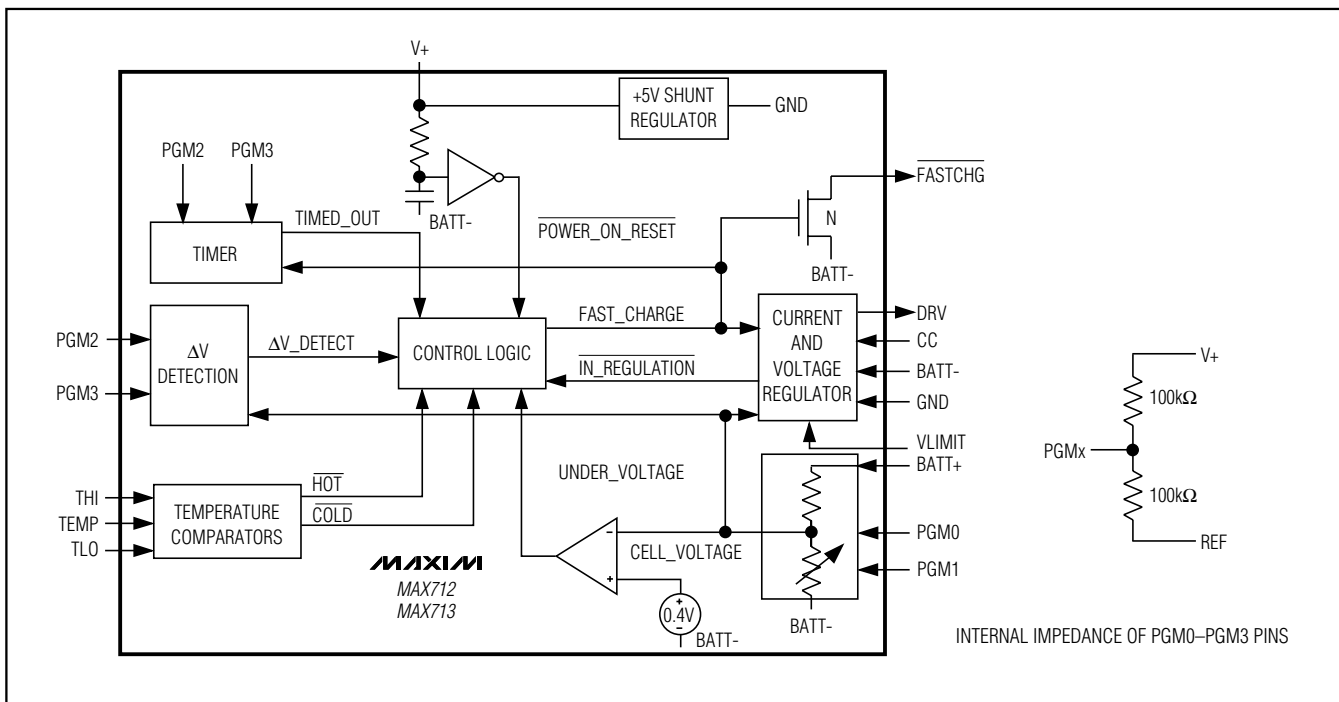 V+
+5V SHUNT
REGULATOR
GND
PGM2
PGM3
FASTCHG
TIMED_OUT
BATT-
POWER_ON_RESET
N
TIMER
BATT-
FAST_CHARGE
CURRENT
AND
VOLTAGE
REGULATOR
DRV
CC
BATT-
GND
PGM2
ΔV
DETECTION
PGM3
ΔV_DETECT
CONTROL LOGIC
IN_REGULATION
VLIMIT
BATT+
V+
100kΩ
PGMx
100kΩ
REF
UNDER_VOLTAGE
THI
TEMP
TLO
TEMPERATURE
COMPARATORS
HOT
COLD
-
+
CELL_VOLTAGE
PGM0
PGM1
MAXIM
MAX712
MAX713
+
0.4V
-
BATT-
BATT-
INTERNAL IMPEDANCE OF PGM0–PGM3 PINS